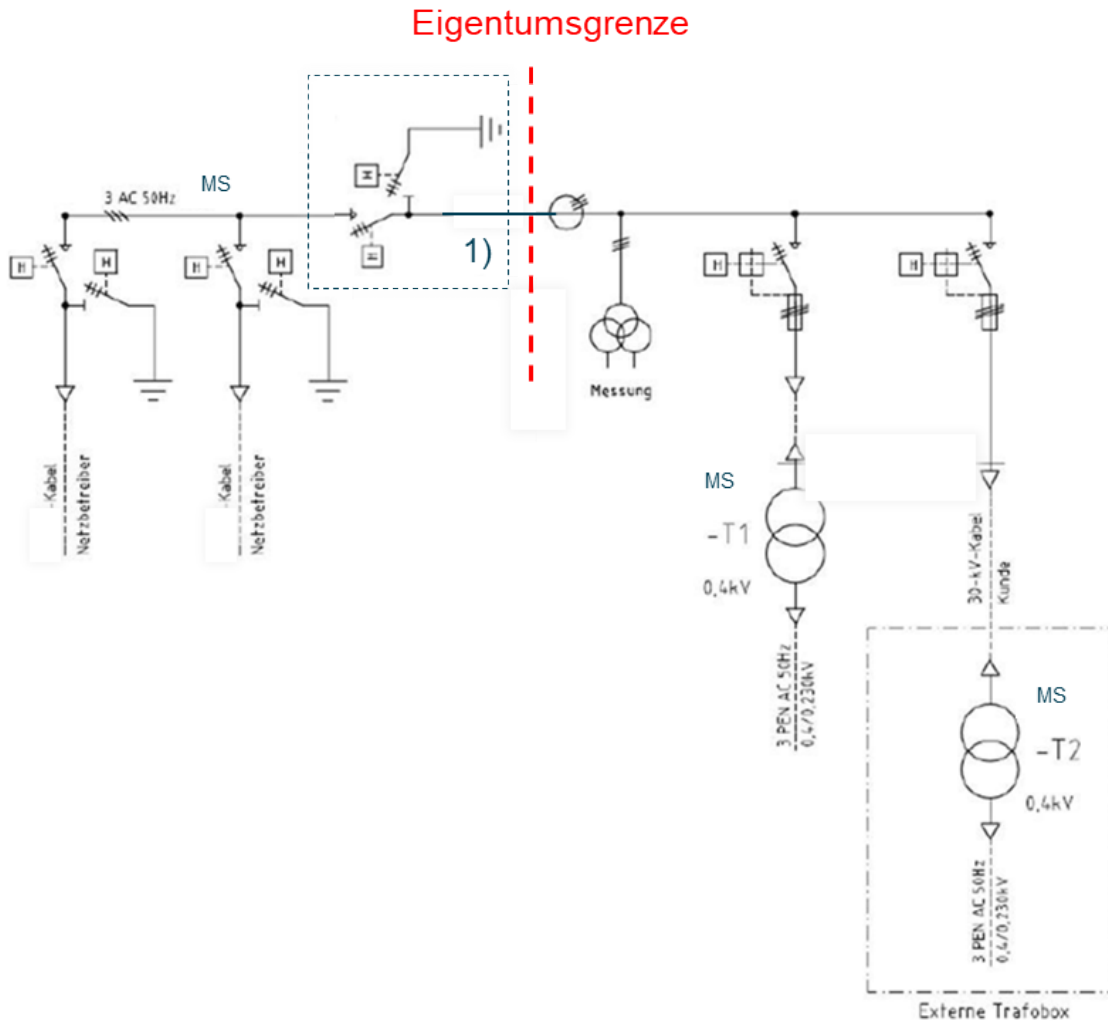 Eigentumsgrenze
MS
3 AC 50Hz
H
H
1)
H
H
H
H
H
H
Messung
-Kabel
Netzbetreiber
-Kabel
Netzbetreiber
MS
-T1
0,4kV
30-kV-Kabel
Kunde
3 PEN AC 50Hz
0,4/0,230kV
MS
-T2
0,4kV
3 PEN AC 50Hz
0,4/0,230kV
Externe Trafobox